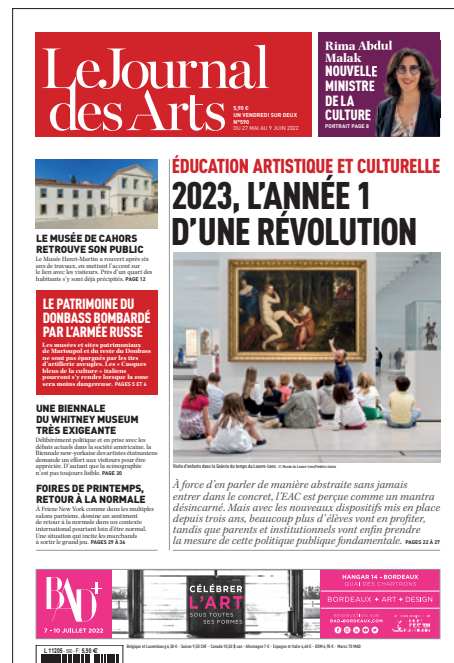 LeJournal
des Arts
5,90 €
UN VENDREDI SUR DEUX
N°590
DU 27 MAI AU 9 JUIN 2022
Rima Abdul
Malak
NOUVELLE
MINISTRE
DE LA
CULTURE
PORTRAIT PAGE 8
LE MUSÉE DE CAHORS
RETROUVE SON PUBLIC
Le Musée Henri-Martin a rouvert après six
ans de travaux, en mettant l'accent sur
le lien avec les visiteurs. Près d'un quart des
habitants s'y sont déjà précipités. PAGE 12
LE PATRIMOINE DU
DONBASS BOMBARDÉ
PAR L'ARMÉE RUSSE
Les musées et sites patrimoniaux
de Marioupol et du reste du Donbass
ne sont pas épargnés par les tirs
d'artillerie aveugles. Les « Casques
bleus de la culture » italiens
pourront s'y rendre lorsque la zone
sera moins dangereuse. PAGES 5 ET 6
UNE BIENNALE
DU WHITNEY MUSEUM
TRÈS EXIGEANTE
Délibérément politique et en prise avec les
débats actuels dans la société américaine, la
Biennale new-yorkaise des artistes étatsuniens
demande un effort aux visiteurs pour être
appréciée. D'autant que la scénographie
n'est pas toujours lisible. PAGE 20
FOIRES DE PRINTEMPS,
RETOUR À LA NORMALE
À Frieze New York comme dans les multiples
salons parisiens, domine un sentiment
de retour à la normale dans un contexte
international pourtant loin d'être normal.
Une situation qui incite les marchands
à sortir le grand jeu. PAGES 29 À 34
ÉDUCATION ARTISTIQUE ET CULTURELLE
2023, L'ANNÉE 1
D'UNE RÉVOLUTION
Visite d'enfants dans la Galerie du temps du Louvre-Lens.
À force d'en parler de manière abstraite sans jamais
entrer dans le concret, l'EAC est perçue comme un mantra
désincarné. Mais avec les nouveaux dispositifs mis en place
depuis trois ans, beaucoup plus d'élèves vont en profiter,
tandis que parents et institutionnels vont enfin prendre
la mesure de cette politique publique fondamentale. PAGES 22 À 27
BAD+
7 - 10 JUILLET 2022
CÉLÉBRER
L'ART
SOUS TOUTES
SES FORMES
HANGAR 14 - BORDEAUX
QUAI DES CHARTRONS
BORDEAUX + ART + DESIGN
RÉSERVATION SUR
BAD-BORDEAUX.COM
L 11205 - 590 - F: 5,90 €